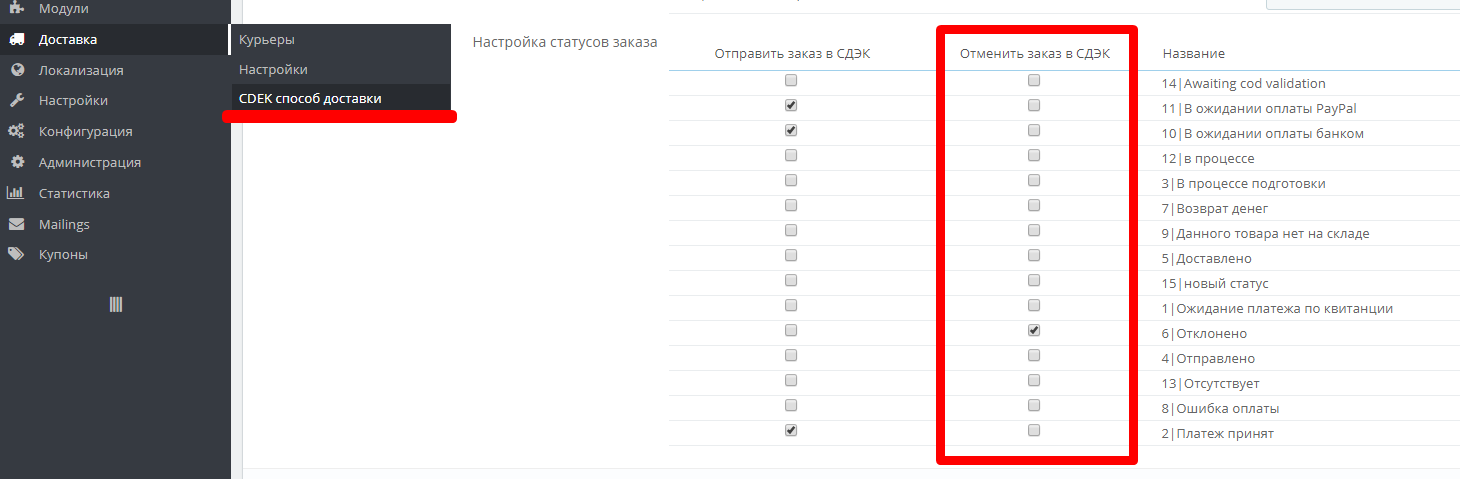 Модули
Доставка
Локализация
Настройки
Конфигурация
Администрация
Статистика
Mailings
Купоны
Курьеры
Настройки
CDEK способ доставки
Настройка статусов заказа
Отправить заказ в СДЭК
Отменить заказ в СДЭК
Название
14|Awaiting cod validation
11|В ожидании оплаты PayPal
10|В ожидании оплаты банком
12|в процессе
3|В процессе подготовки
7|Возврат денег
9|Данного товара нет на складе
5|Доставлено
15|новый статус
1|Ожидание платежа по квитанции
6|Отклонено
4|Отправлено
13|Отсутствует
8|Ошибка оплаты
2|Платеж принят